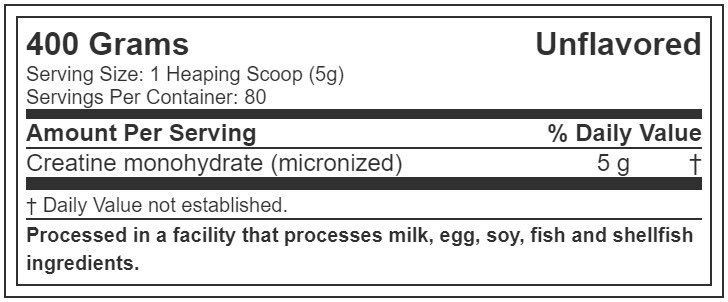 400 Grams Unflavored
Serving Size: 1 Heaping Scoop (5g)
Servings Per Container: 80
Amount Per Serving % Daily Value
Creatine monohydrate (micronized) 5 g †
† Daily Value not established.
Processed in a facility that processes milk, egg, soy, fish and shellfish
ingredients.